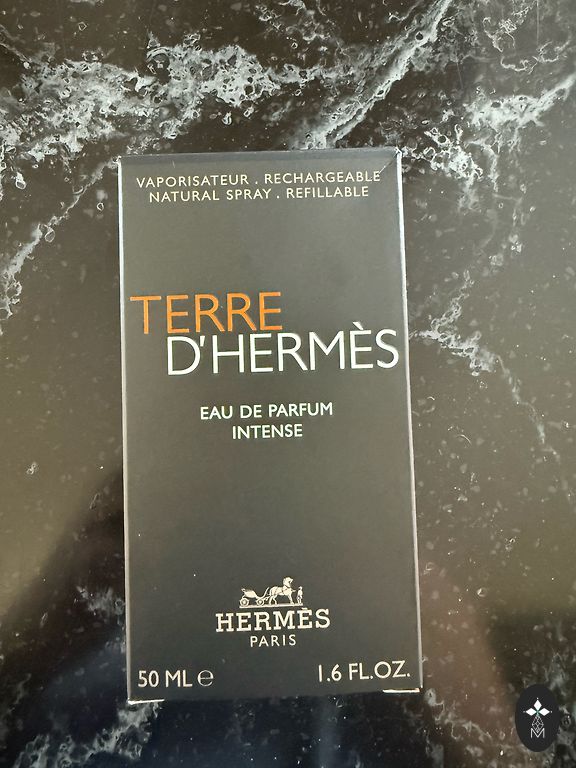 VAPORISATEUR . RECHARGEABLE
NATURAL SPRAY . REFILLABLE
TERRE
D'HERMÈS
EAU DE PARFUM
INTENSE
HERMÈS
PARIS
50 ML ℮ 1.6 FL.OZ.
M